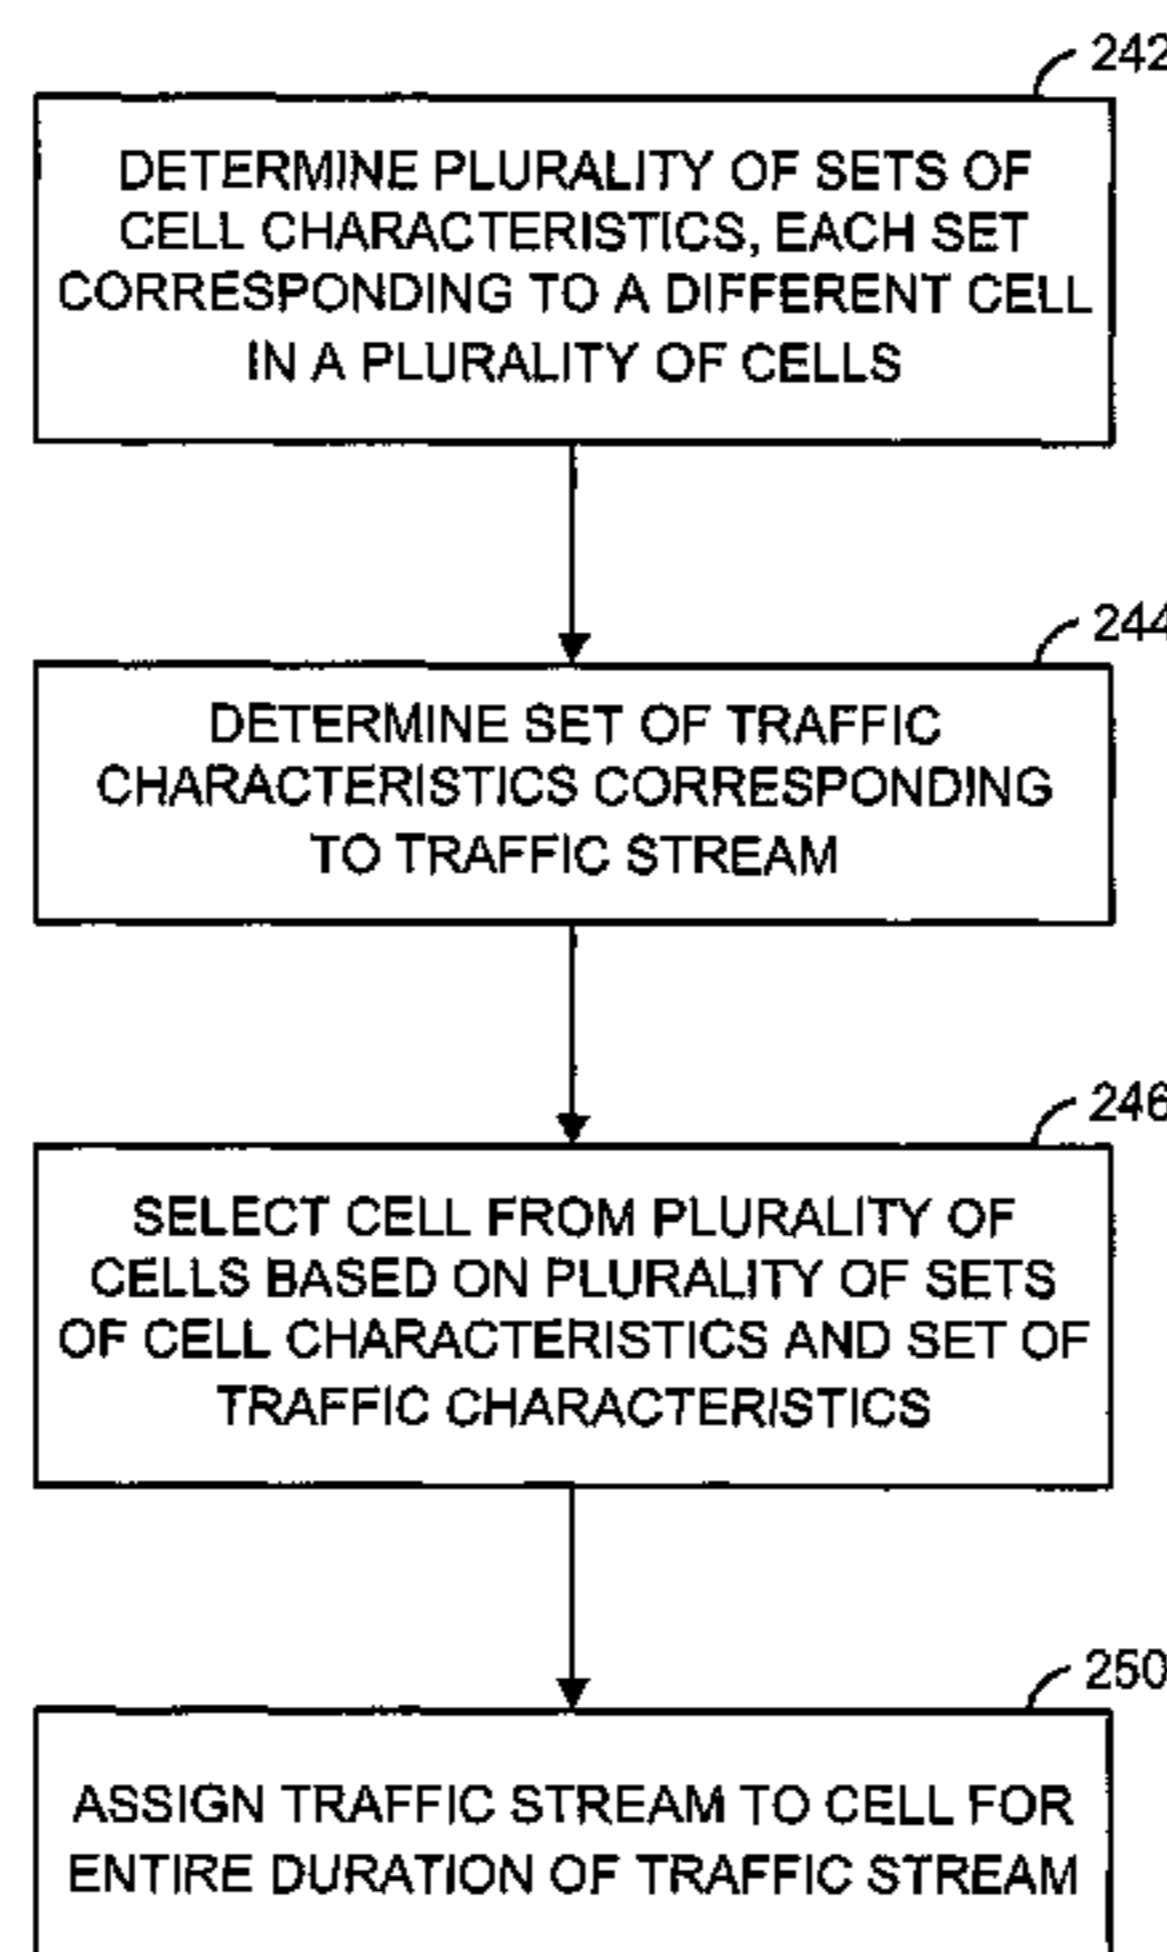 242
DETERMINE PLURALITY OF SETS OF
CELL CHARACTERISTICS, EACH SET
CORRESPONDING TO A DIFFERENT CELL
IN A PLURALITY OF CELLS
244
DETERMINE SET OF TRAFFIC
CHARACTERISTICS CORRESPONDING
TO TRAFFIC STREAM
246
SELECT CELL FROM PLURALITY OF
CELLS BASED ON PLURALITY OF SETS
OF CELL CHARACTERISTICS AND SET OF
TRAFFIC CHARACTERISTICS
250
ASSIGN TRAFFIC STREAM TO CELL FOR
ENTIRE DURATION OF TRAFFIC STREAM